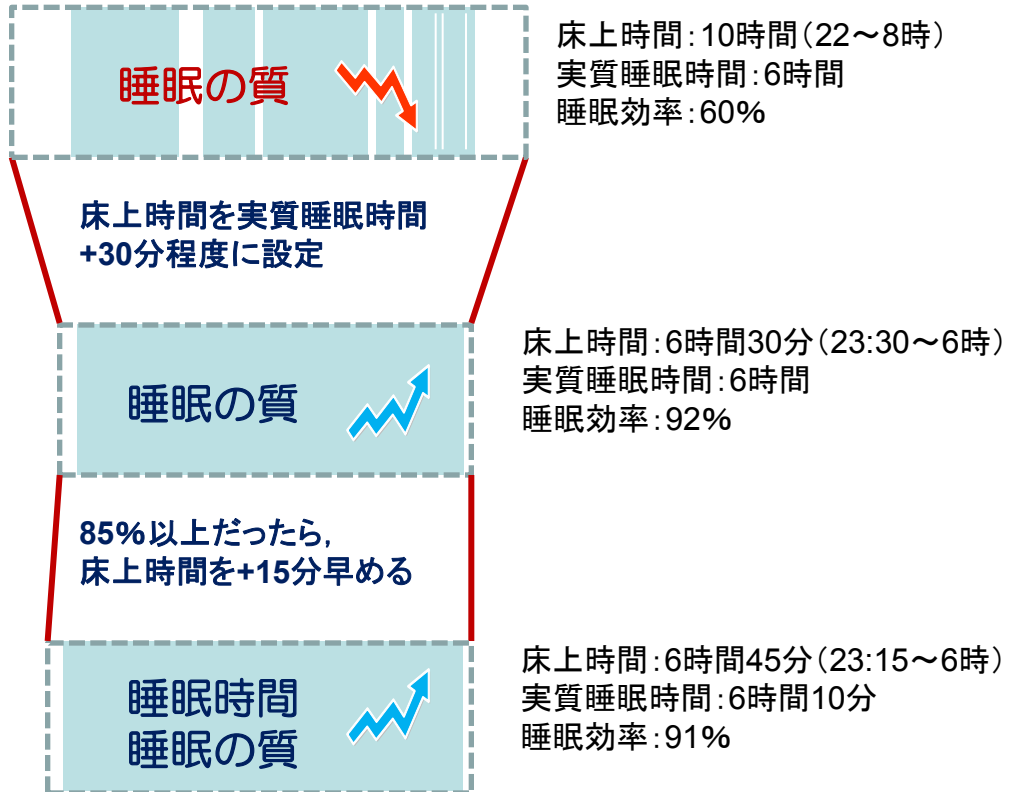 睡眠の質
床上時間：10時間（22～8時）
実質睡眠時間：6時間
睡眠効率：60%
床上時間を実質睡眠時間
+30分程度に設定
睡眠の質
床上時間：6時間30分（23:30～6時）
実質睡眠時間：6時間
睡眠効率：92%
85%以上だったら,
床上時間を+15分早める
睡眠時間
睡眠の質
床上時間：6時間45分（23:15～6時）
実質睡眠時間：6時間10分
睡眠効率：91%